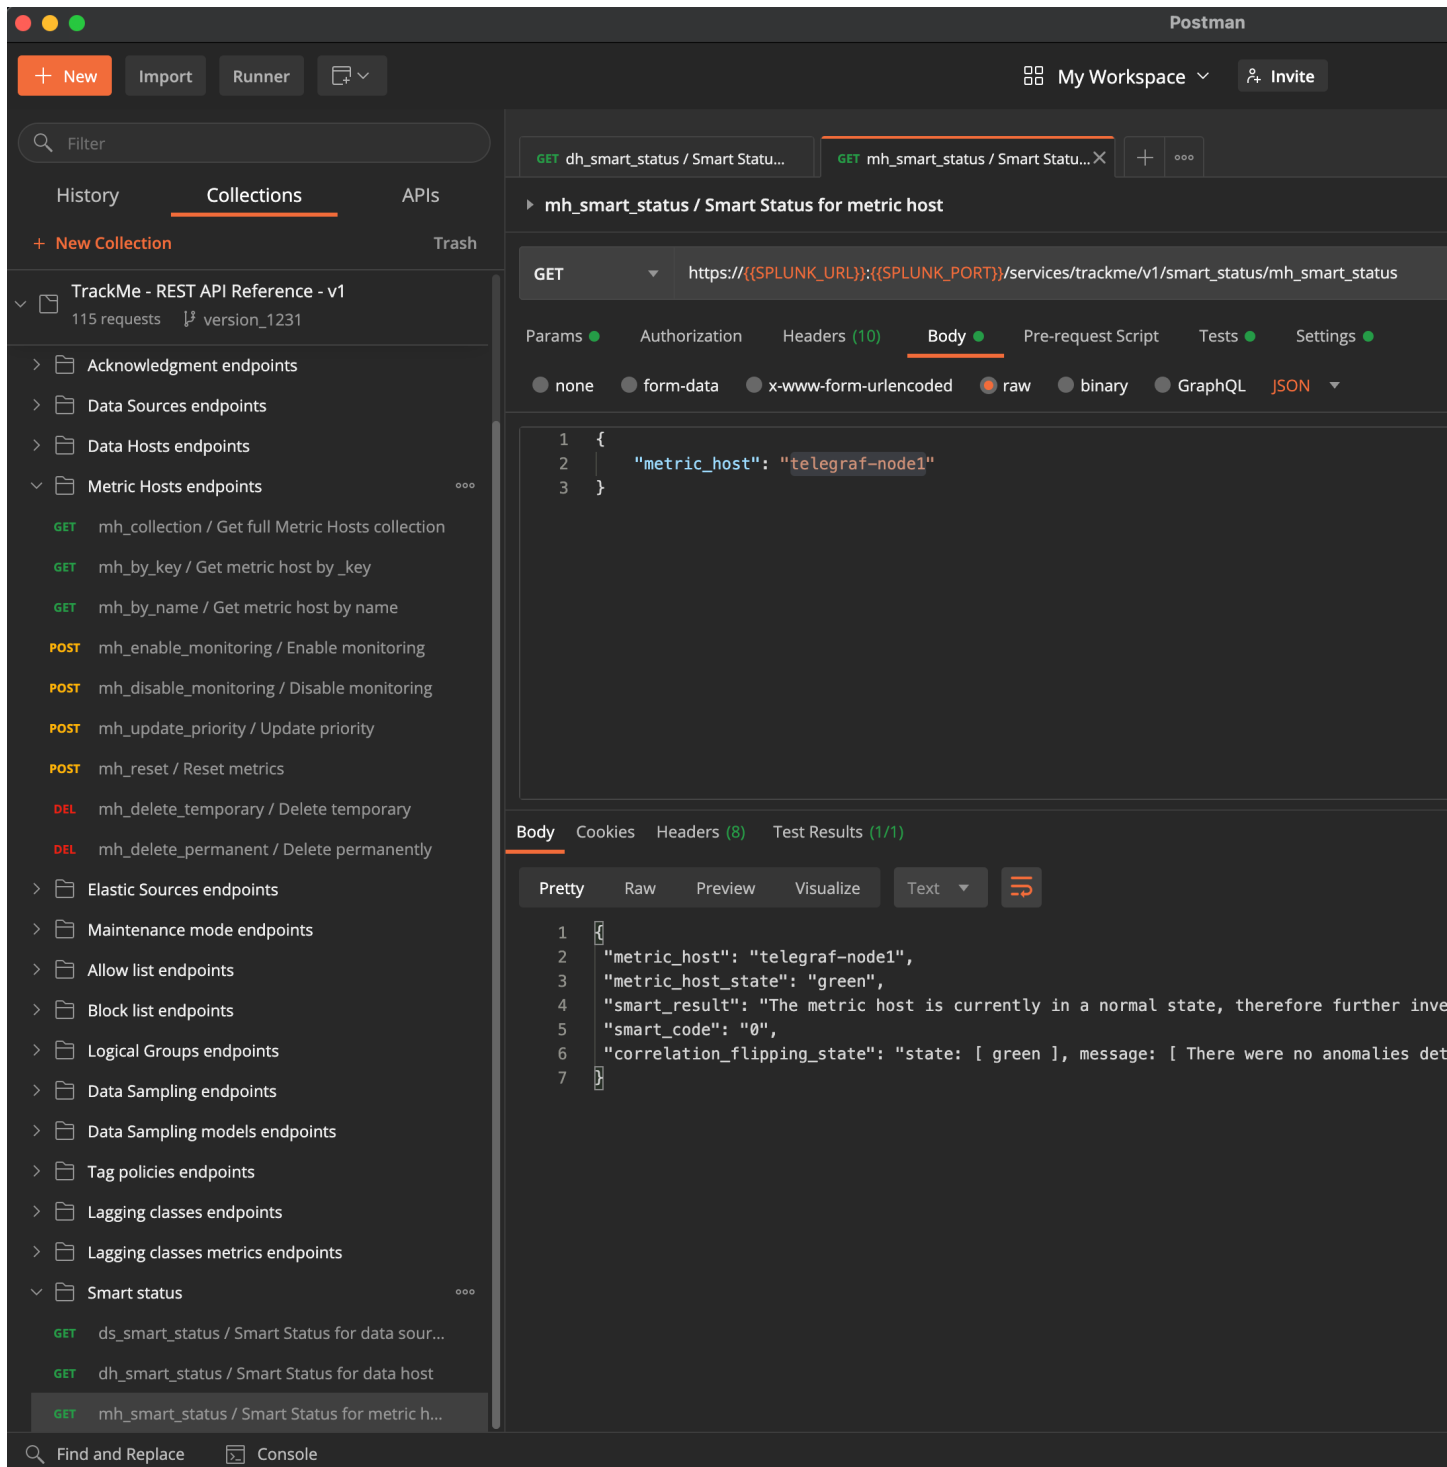 Postman
New Import Runner My Workspace Invite
Filter
History Collections APIs
+ New Collection Trash
TrackMe - REST API Reference - v1
115 requests version_1231
Acknowledgment endpoints
Data Sources endpoints
Data Hosts endpoints
Metric Hosts endpoints
GET mh_collection / Get full Metric Hosts collection
GET mh_by_key / Get metric host by _key
GET mh_by_name / Get metric host by name
POST mh_enable_monitoring / Enable monitoring
POST mh_disable_monitoring / Disable monitoring
POST mh_update_priority / Update priority
POST mh_reset / Reset metrics
DEL mh_delete_temporary / Delete temporary
DEL mh_delete_permanent / Delete permanently
Elastic Sources endpoints
Maintenance mode endpoints
Allow list endpoints
Block list endpoints
Logical Groups endpoints
Data Sampling endpoints
Data Sampling models endpoints
Tag policies endpoints
Lagging classes endpoints
Lagging classes metrics endpoints
Smart status
GET ds_smart_status / Smart Status for data sour...
GET dh_smart_status / Smart Status for data host
GET mh_smart_status / Smart Status for metric h...
GET dh_smart_status / Smart Statu... GET mh_smart_status / Smart Statu...
mh_smart_status / Smart Status for metric host
GET https://{{SPLUNK_URL}}:{{SPLUNK_PORT}}/services/trackme/v1/smart_status/mh_smart_status
Params Authorization Headers (10) Body Pre-request Script Tests Settings
none form-data x-www-form-urlencoded raw binary GraphQL JSON
1 {
2 "metric_host": "telegraf-node1"
3 }
Body Cookies Headers (8) Test Results (1/1)
Pretty Raw Preview Visualize Text
1 {
2 "metric_host": "telegraf-node1",
3 "metric_host_state": "green",
4 "smart_result": "The metric host is currently in a normal state, therefore further inve
5 "smart_code": "0",
6 "correlation_flipping_state": "state: [ green ], message: [ There were no anomalies det
7 }
Find and Replace Console